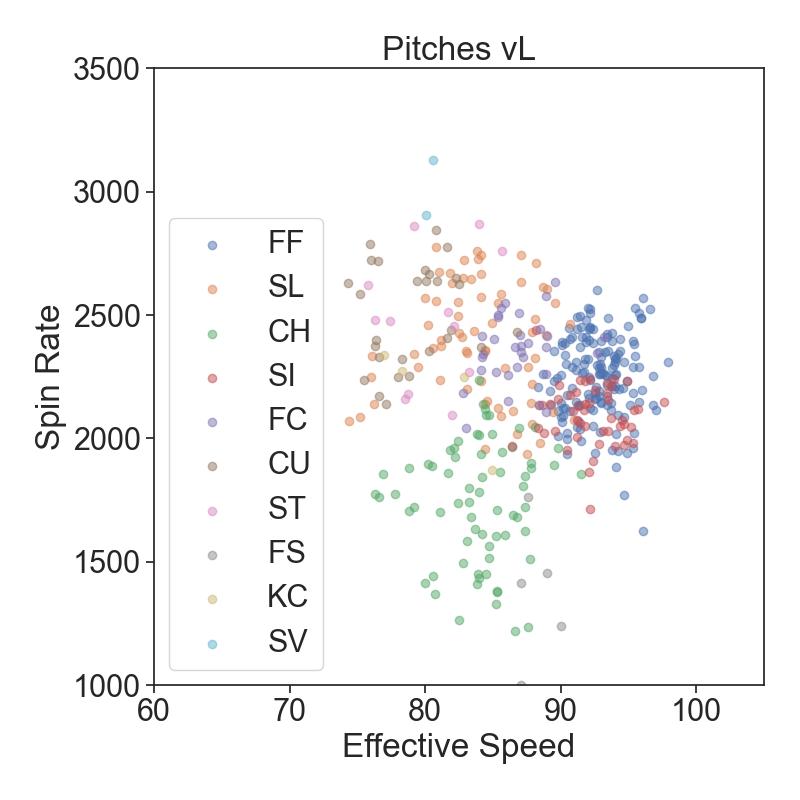 Pitches vL
3500
3000
2500
2000
1500
1000
Spin Rate
FF
SL
CH
SI
FC
CU
ST
FS
KC
SV
60 70 80 90 100
Effective Speed